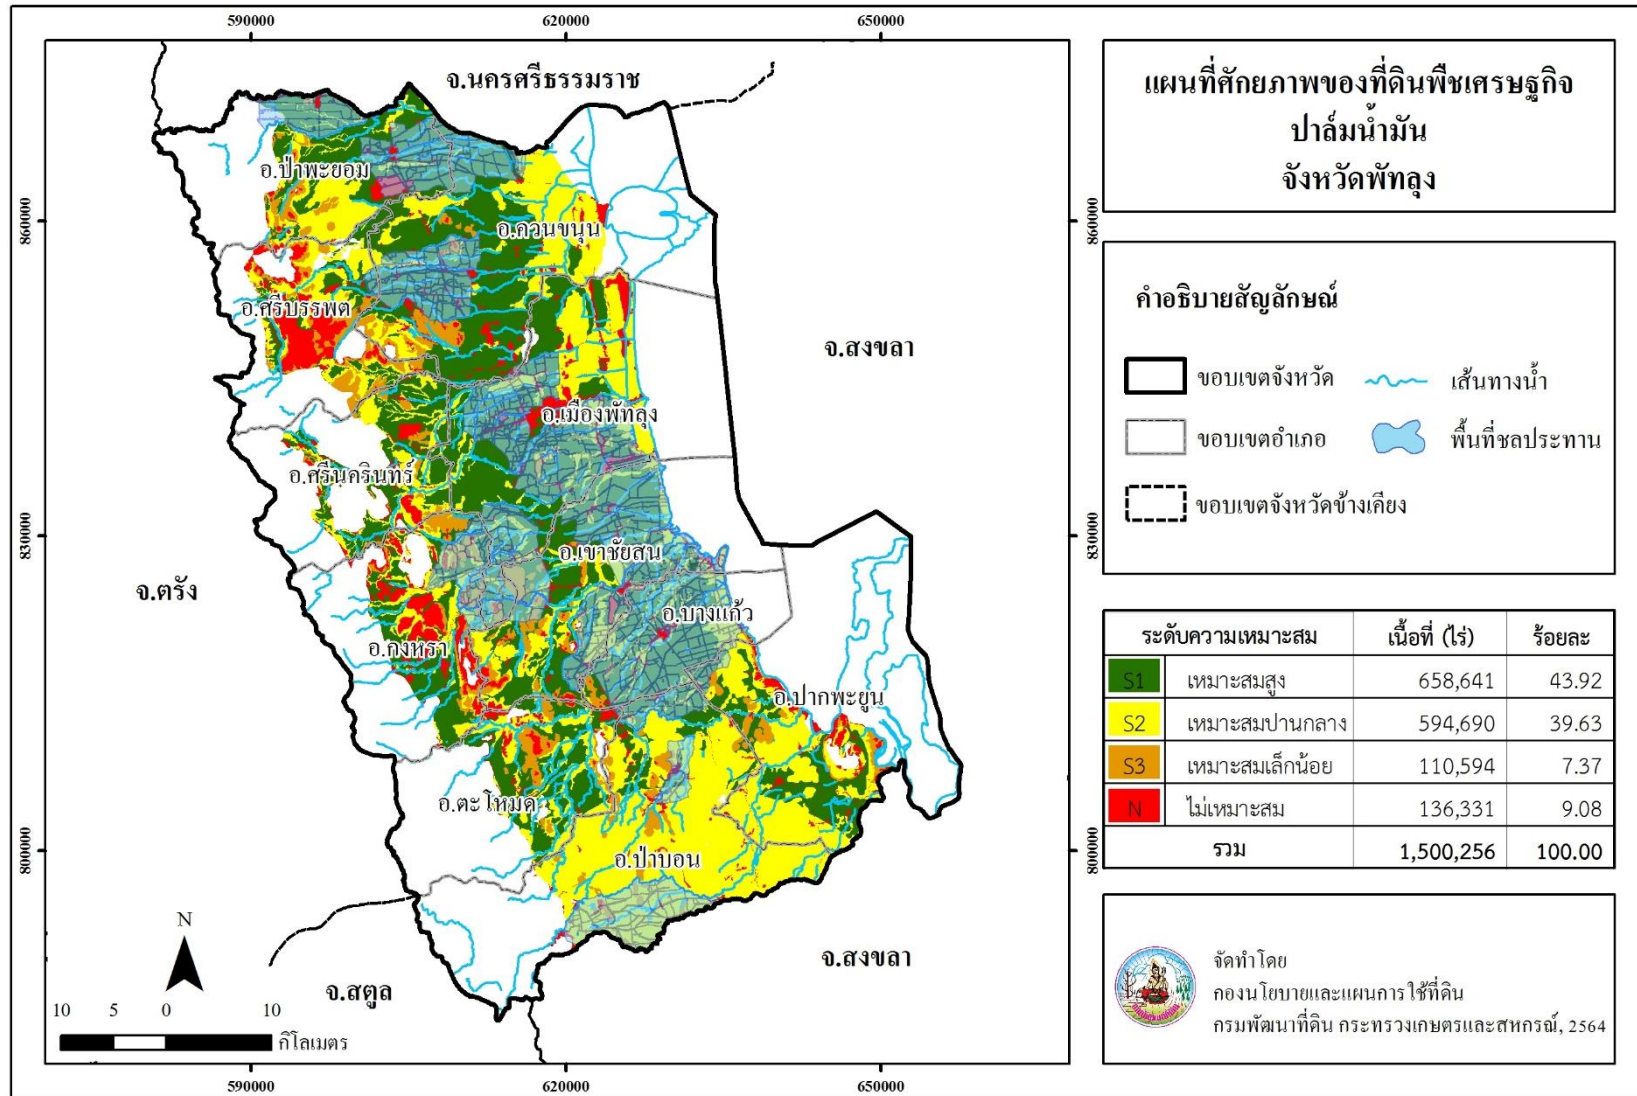 590000
620000
650000
จ.นครศรีธรรมราช
อ.ป่าพะยอม
860000
860000
อ.ควนขนุน
อ.ศรีบรรพต
จ.สงขลา
อ.เมืองพัทลุง
อ.ศรีนครินทร์
830000
830000
อ.เขาชัยสน
จ.ตรัง
อ.บางแก้ว
อ.กงหรา
อ.ปากพะยูน
อ.ตะโหมด
800000
800000
อ.ป่าบอน
N
จ.สงขลา
จ.สตูล
10 5 0 10
กิโลเมตร
590000
620000
650000
แผนที่ศักยภาพของที่ดินพืชเศรษฐกิจ
ปาล์มน้ำมัน
จังหวัดพัทลุง
คำอธิบายสัญลักษณ์
ขอบเขตจังหวัด เส้นทางน้ำ
ขอบเขตอำเภอ พื้นที่ชลประทาน
ขอบเขตจังหวัดข้างเคียง
ระดับความเหมาะสม เนื้อที่ (ไร่) ร้อยละ
S1 เหมาะสมสูง 658,641 43.92
S2 เหมาะสมปานกลาง 594,690 39.63
S3 เหมาะสมเล็กน้อย 110,594 7.37
N ไม่เหมาะสม 136,331 9.08
รวม 1,500,256 100.00
จัดทำโดย
กองนโยบายและแผนการใช้ที่ดิน
กรมพัฒนาที่ดิน กระทรวงเกษตรและสหกรณ์, 2564